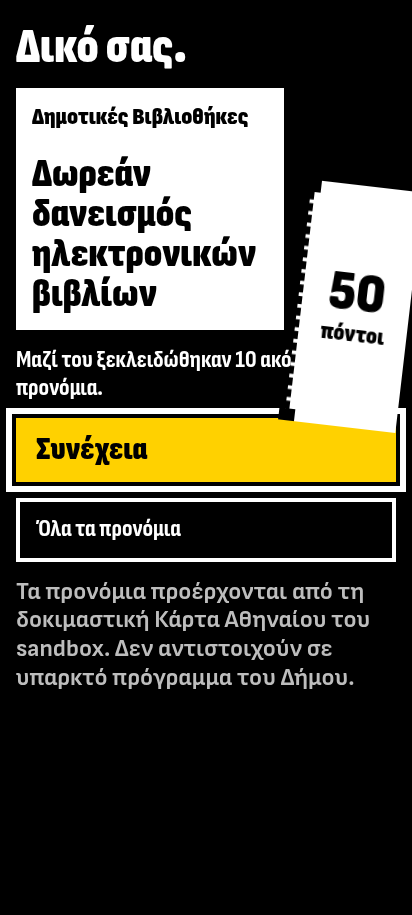 Δικό σας.
Δημοτικές Βιβλιοθήκες
Δωρεάν
δανεισμός
ηλεκτρονικών
βιβλίων
50
πόντοι
Μαζί του ξεκλειδώθηκαν 10 ακό
προνόμια.
Συνέχεια
Όλα τα προνόμια
Τα προνόμια προέρχονται από τη
δοκιμαστική Κάρτα Αθηναίου του
sandbox. Δεν αντιστοιχούν σε
υπαρκτό πρόγραμμα του Δήμου.